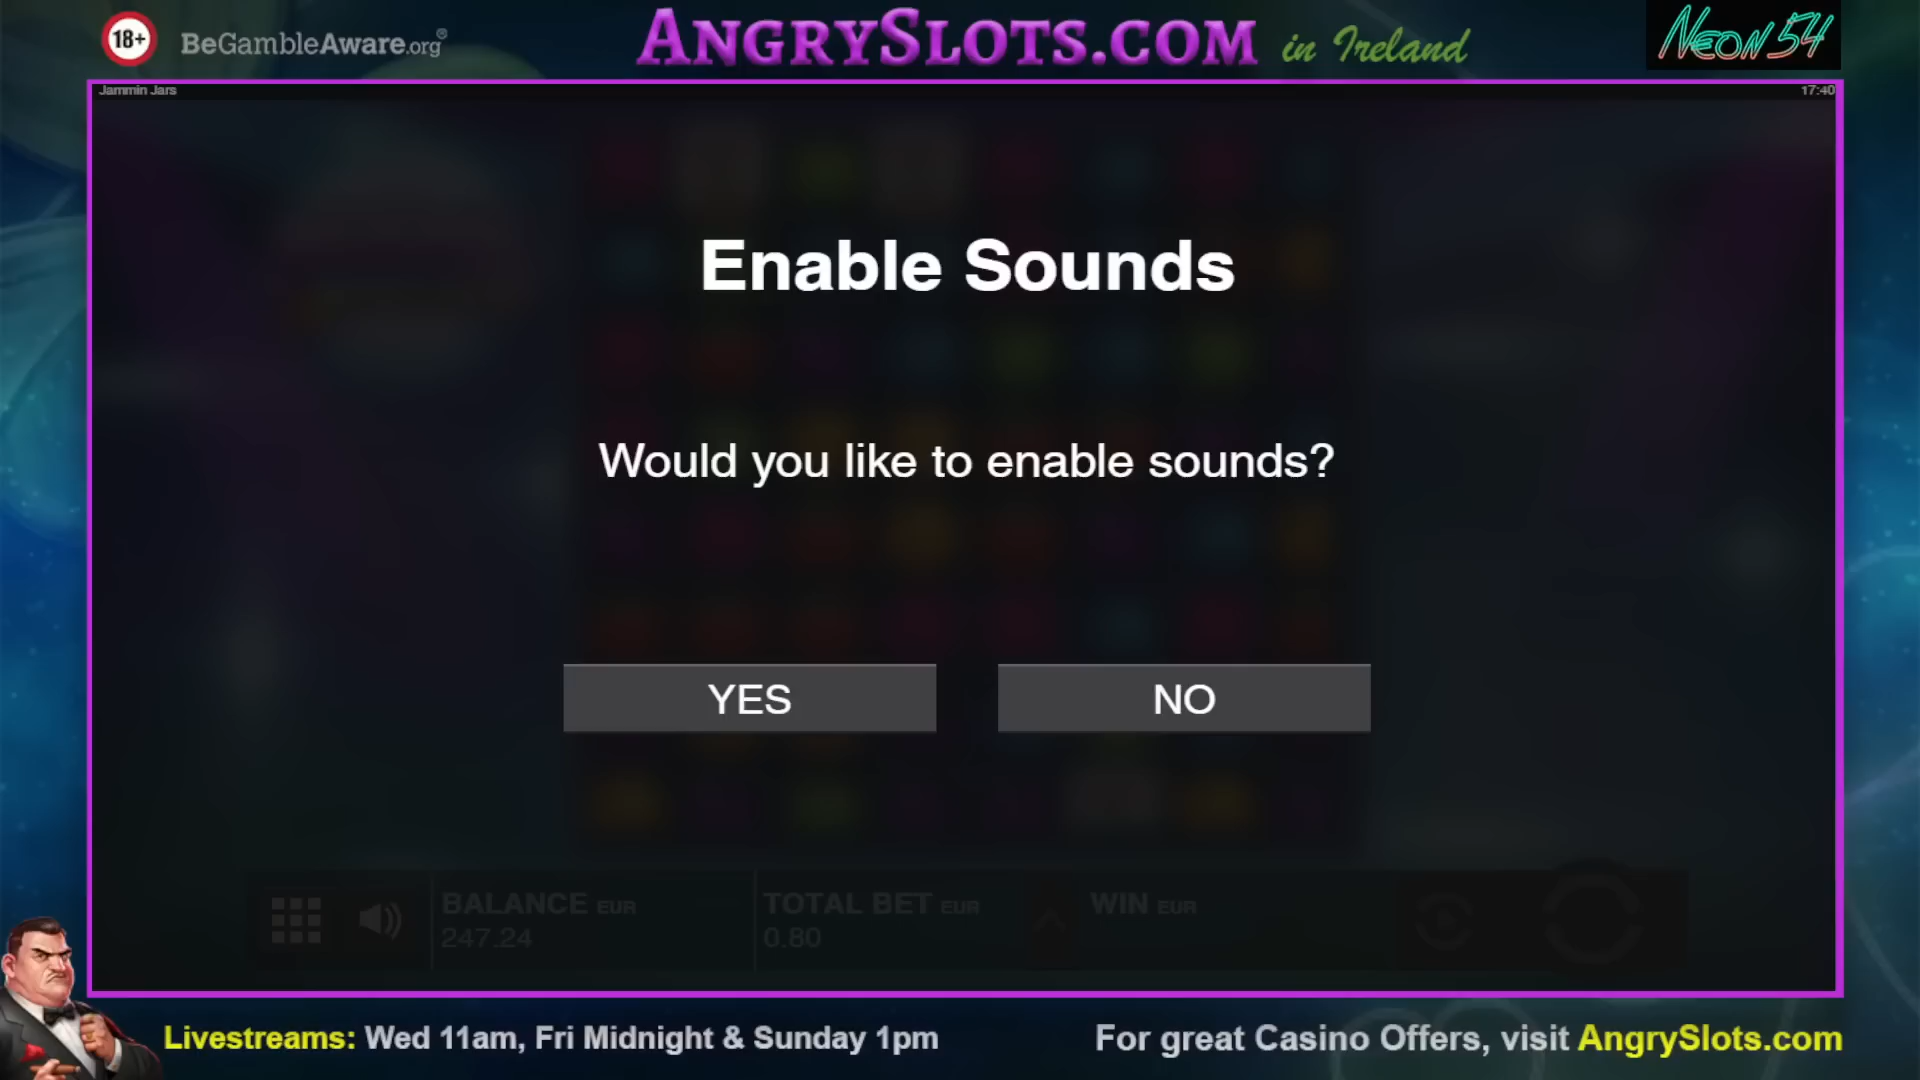 18+
BeGambleAware.org®
AngrySlots.com in Ireland
Neon54
Jammin Jars
17:40
Enable Sounds
Would you like to enable sounds?
YES
NO
BALANCE EUR
247.24
TOTAL BET EUR
0.80
WIN EUR
Livestreams: Wed 11am, Fri Midnight & Sunday 1pm
For great Casino Offers, visit AngrySlots.com